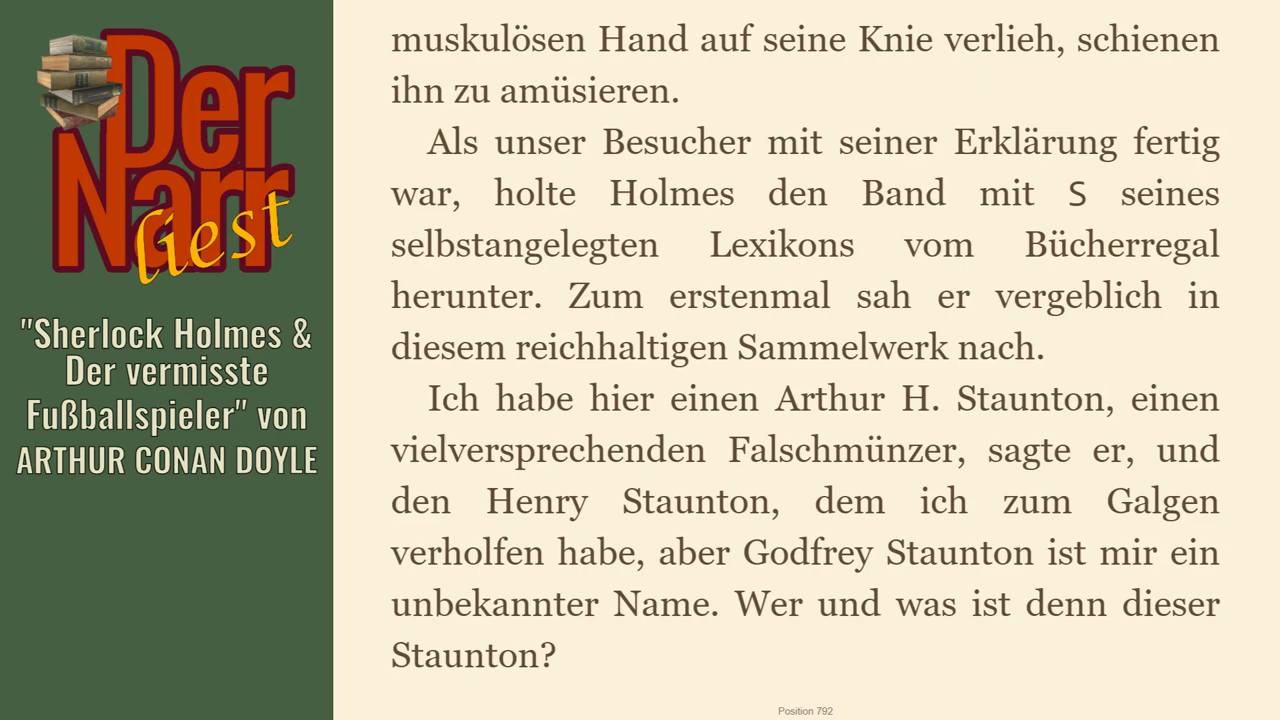 Der
Narr
liest
"Sherlock Holmes &
Der vermisste
Fußballspieler" von
ARTHUR CONAN DOYLE
muskulösen Hand auf seine Knie verlieh, schienen
ihn zu amüsieren.
Als unser Besucher mit seiner Erklärung fertig
war, holte Holmes den Band mit S seines
selbstangelegten Lexikons vom Bücherregal
herunter. Zum erstenmal sah er vergeblich in
diesem reichhaltigen Sammelwerk nach.
Ich habe hier einen Arthur H. Staunton, einen
vielversprechenden Falschmünzer, sagte er, und
den Henry Staunton, dem ich zum Galgen
verholfen habe, aber Godfrey Staunton ist mir ein
unbekannter Name. Wer und was ist denn dieser
Staunton?
Position 792